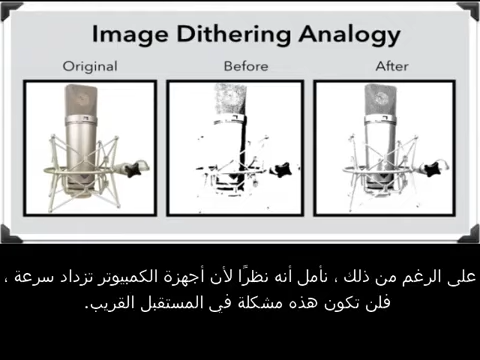 Image Dithering Analogy
Original
Before
After
على الرغم من ذلك ، نأمل أنه نظرًا لأن أجهزة الكمبيوتر تزداد سرعة ،
فلن تكون هذه مشكلة في المستقبل القريب.